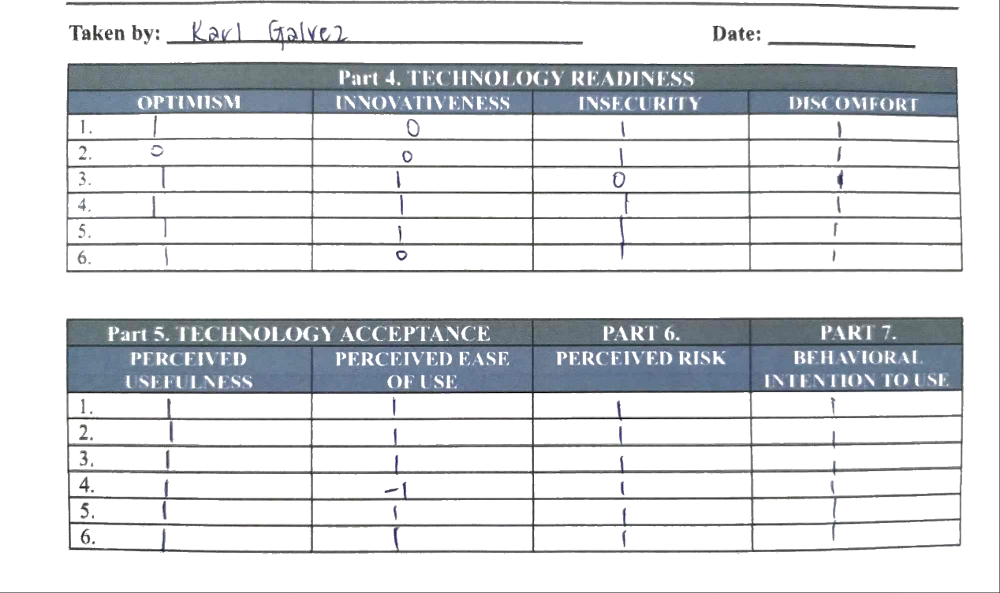 Taken by: Karl Galvez Date:
Part 4. TECHNOLOGY READINESS
OPTIMISM INNOVATIVENESS INSECURITY DISCOMFORT
1. 1 0 1 1
2. 0 0 1 1
3. 1 1 0 1
4. 1 1 1 1
5. 1 1 1 1
6. 1 0 1 1
Part 5. TECHNOLOGY ACCEPTANCE PART 6. PART 7.
PERCEIVED PERCEIVED EASE PERCEIVED RISK BEHAVIORAL
USEFULNESS OF USE INTENTION TO USE
1. 1 1 1 1
2. 1 1 1 1
3. 1 1 1 1
4. 1 -1 1 1
5. 1 1 1 1
6. 1 1 1 1